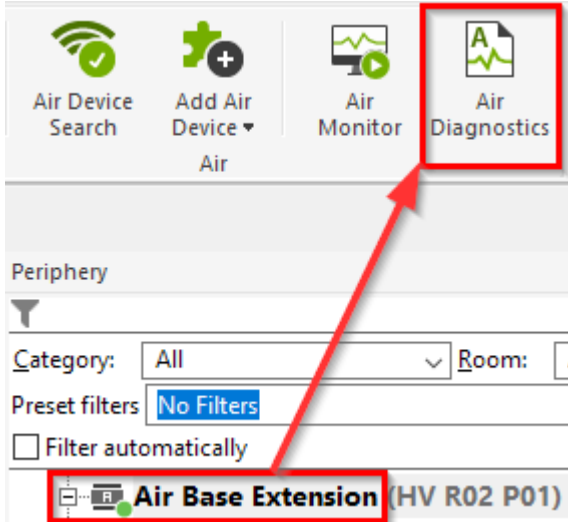 Air Device
Search
Add Air
Device
Air
Monitor
Air
Diagnostics
Air
Periphery
Category: All Room:
Preset filters No Filters
Filter automatically
Air Base Extension (HV R02 P01)